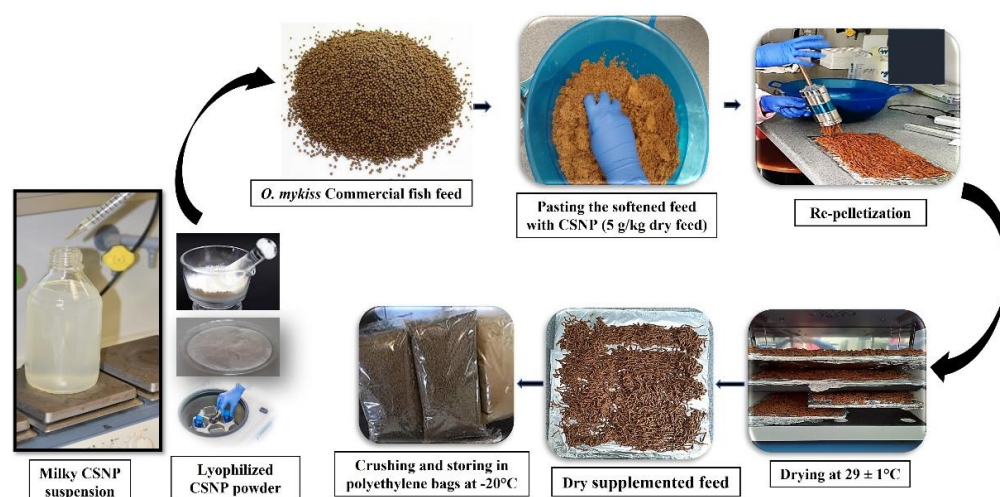 O. mykiss Commercial fish feed
Pasting the softened feed
with CSNP (5 g/kg dry feed)
Re-pelletization
Milky CSNP
suspension
Lyophilized
CSNP powder
Crushing and storing in
polyethylene bags at -20°C
Dry supplemented feed
Drying at 29 ± 1°C